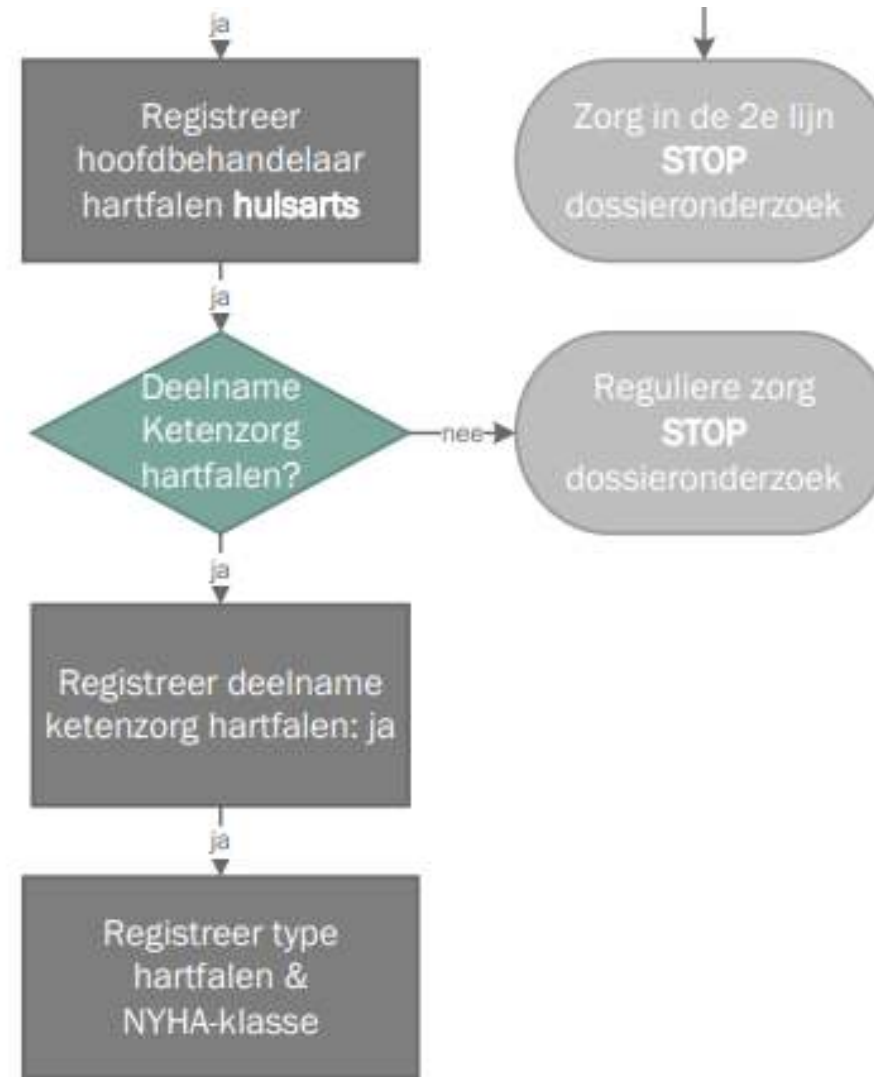 ja
Registreer
hoofdbehandelaar
hartfalen huisarts
Zorg in de 2e lijn
STOP
dossieronderzoek
ja
Deelname
Ketenzorg
hartfalen?
nee
Reguliere zorg
STOP
dossieronderzoek
ja
Registreer deelname
ketenzorg hartfalen: ja
ja
Registreer type
hartfalen &
NYHA-klasse